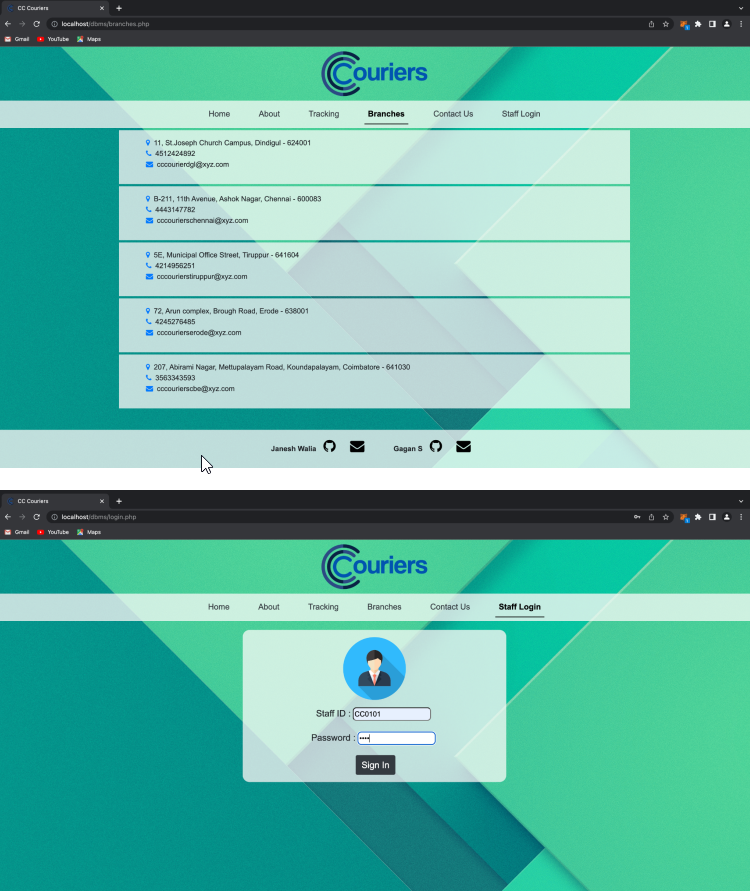 CC Couriers
localhost/dbms/branches.php
Gmail YouTube Maps
Couriers
Home About Tracking Branches Contact Us Staff Login
11, St.Joseph Church Campus, Dindigul - 624001
4512424892
cccourierdgl@xyz.com
B-211, 11th Avenue, Ashok Nagar, Chennai - 600083
4443147782
cccourierschennai@xyz.com
5E, Municipal Office Street, Tiruppur - 641604
4214956251
cccourierstiruppur@xyz.com
72, Arun complex, Brough Road, Erode - 638001
4245276485
cccourierserode@xyz.com
207, Abirami Nagar, Mettupalayam Road, Koundapalayam, Coimbatore - 641030
3563343593
cccourierscbe@xyz.com
Janesh Walia Gagan S
CC Couriers
localhost/dbms/login.php
Gmail YouTube Maps
Couriers
Home About Tracking Branches Contact Us Staff Login
Staff ID : CC0101
Password : ••••
Sign In